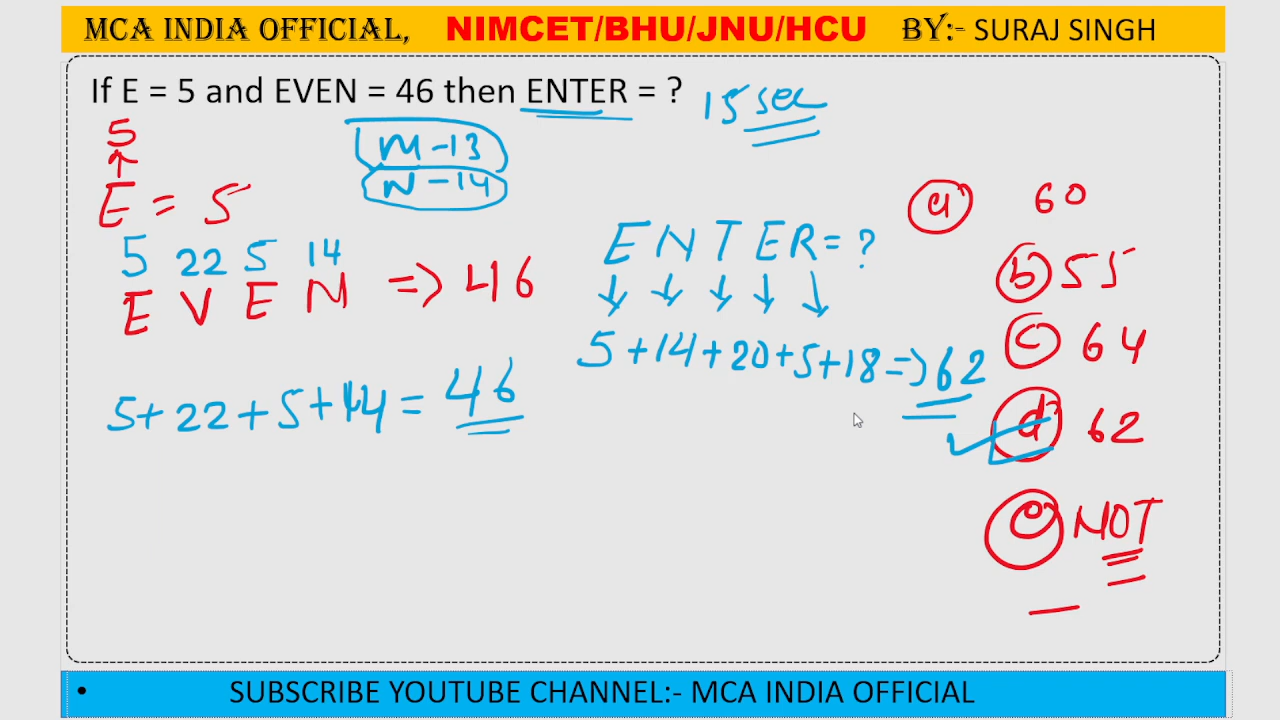 MCA INDIA OFFICIAL, NIMCET/BHU/JNU/HCU BY:- SURAJ SINGH
If E = 5 and EVEN = 46 then ENTER = ?
15 sec
5
↑
E = 5
M - 13
N - 14
5 22 5 14
E V E N => 46
5 + 22 + 5 + 14 = 46
E N T E R = ?
↓ ↓ ↓ ↓ ↓
5 + 14 + 20 + 5 + 18 => 62
a 60
b 55
c 64
d 62
e NOT
• SUBSCRIBE YOUTUBE CHANNEL:- MCA INDIA OFFICIAL